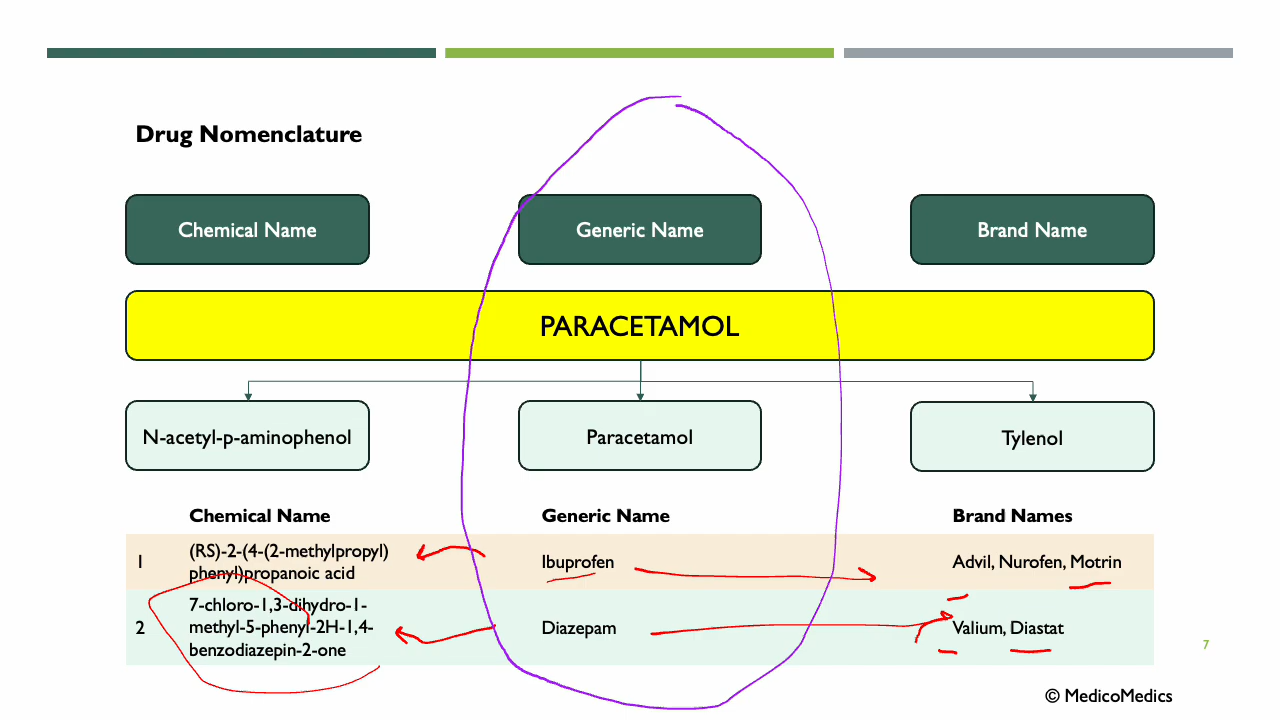 Drug Nomenclature
Chemical Name
Generic Name
Brand Name
PARACETAMOL
N-acetyl-p-aminophenol
Paracetamol
Tylenol
Chemical Name
Generic Name
Brand Names
1
(RS)-2-(4-(2-methylpropyl)
phenyl)propanoic acid
Ibuprofen
Advil, Nurofen, Motrin
2
7-chloro-1,3-dihydro-1-
methyl-5-phenyl-2H-1,4-
benzodiazepin-2-one
Diazepam
Valium, Diastat
7
© MedicoMedics